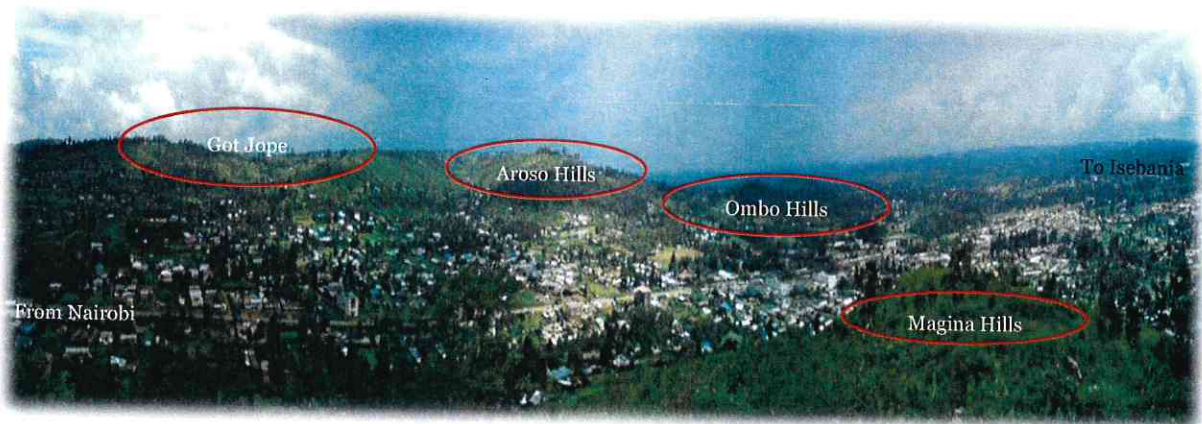 Got Jope
Aroso Hills
To Isebania
Ombo Hills
From Nairobi
Magina Hills